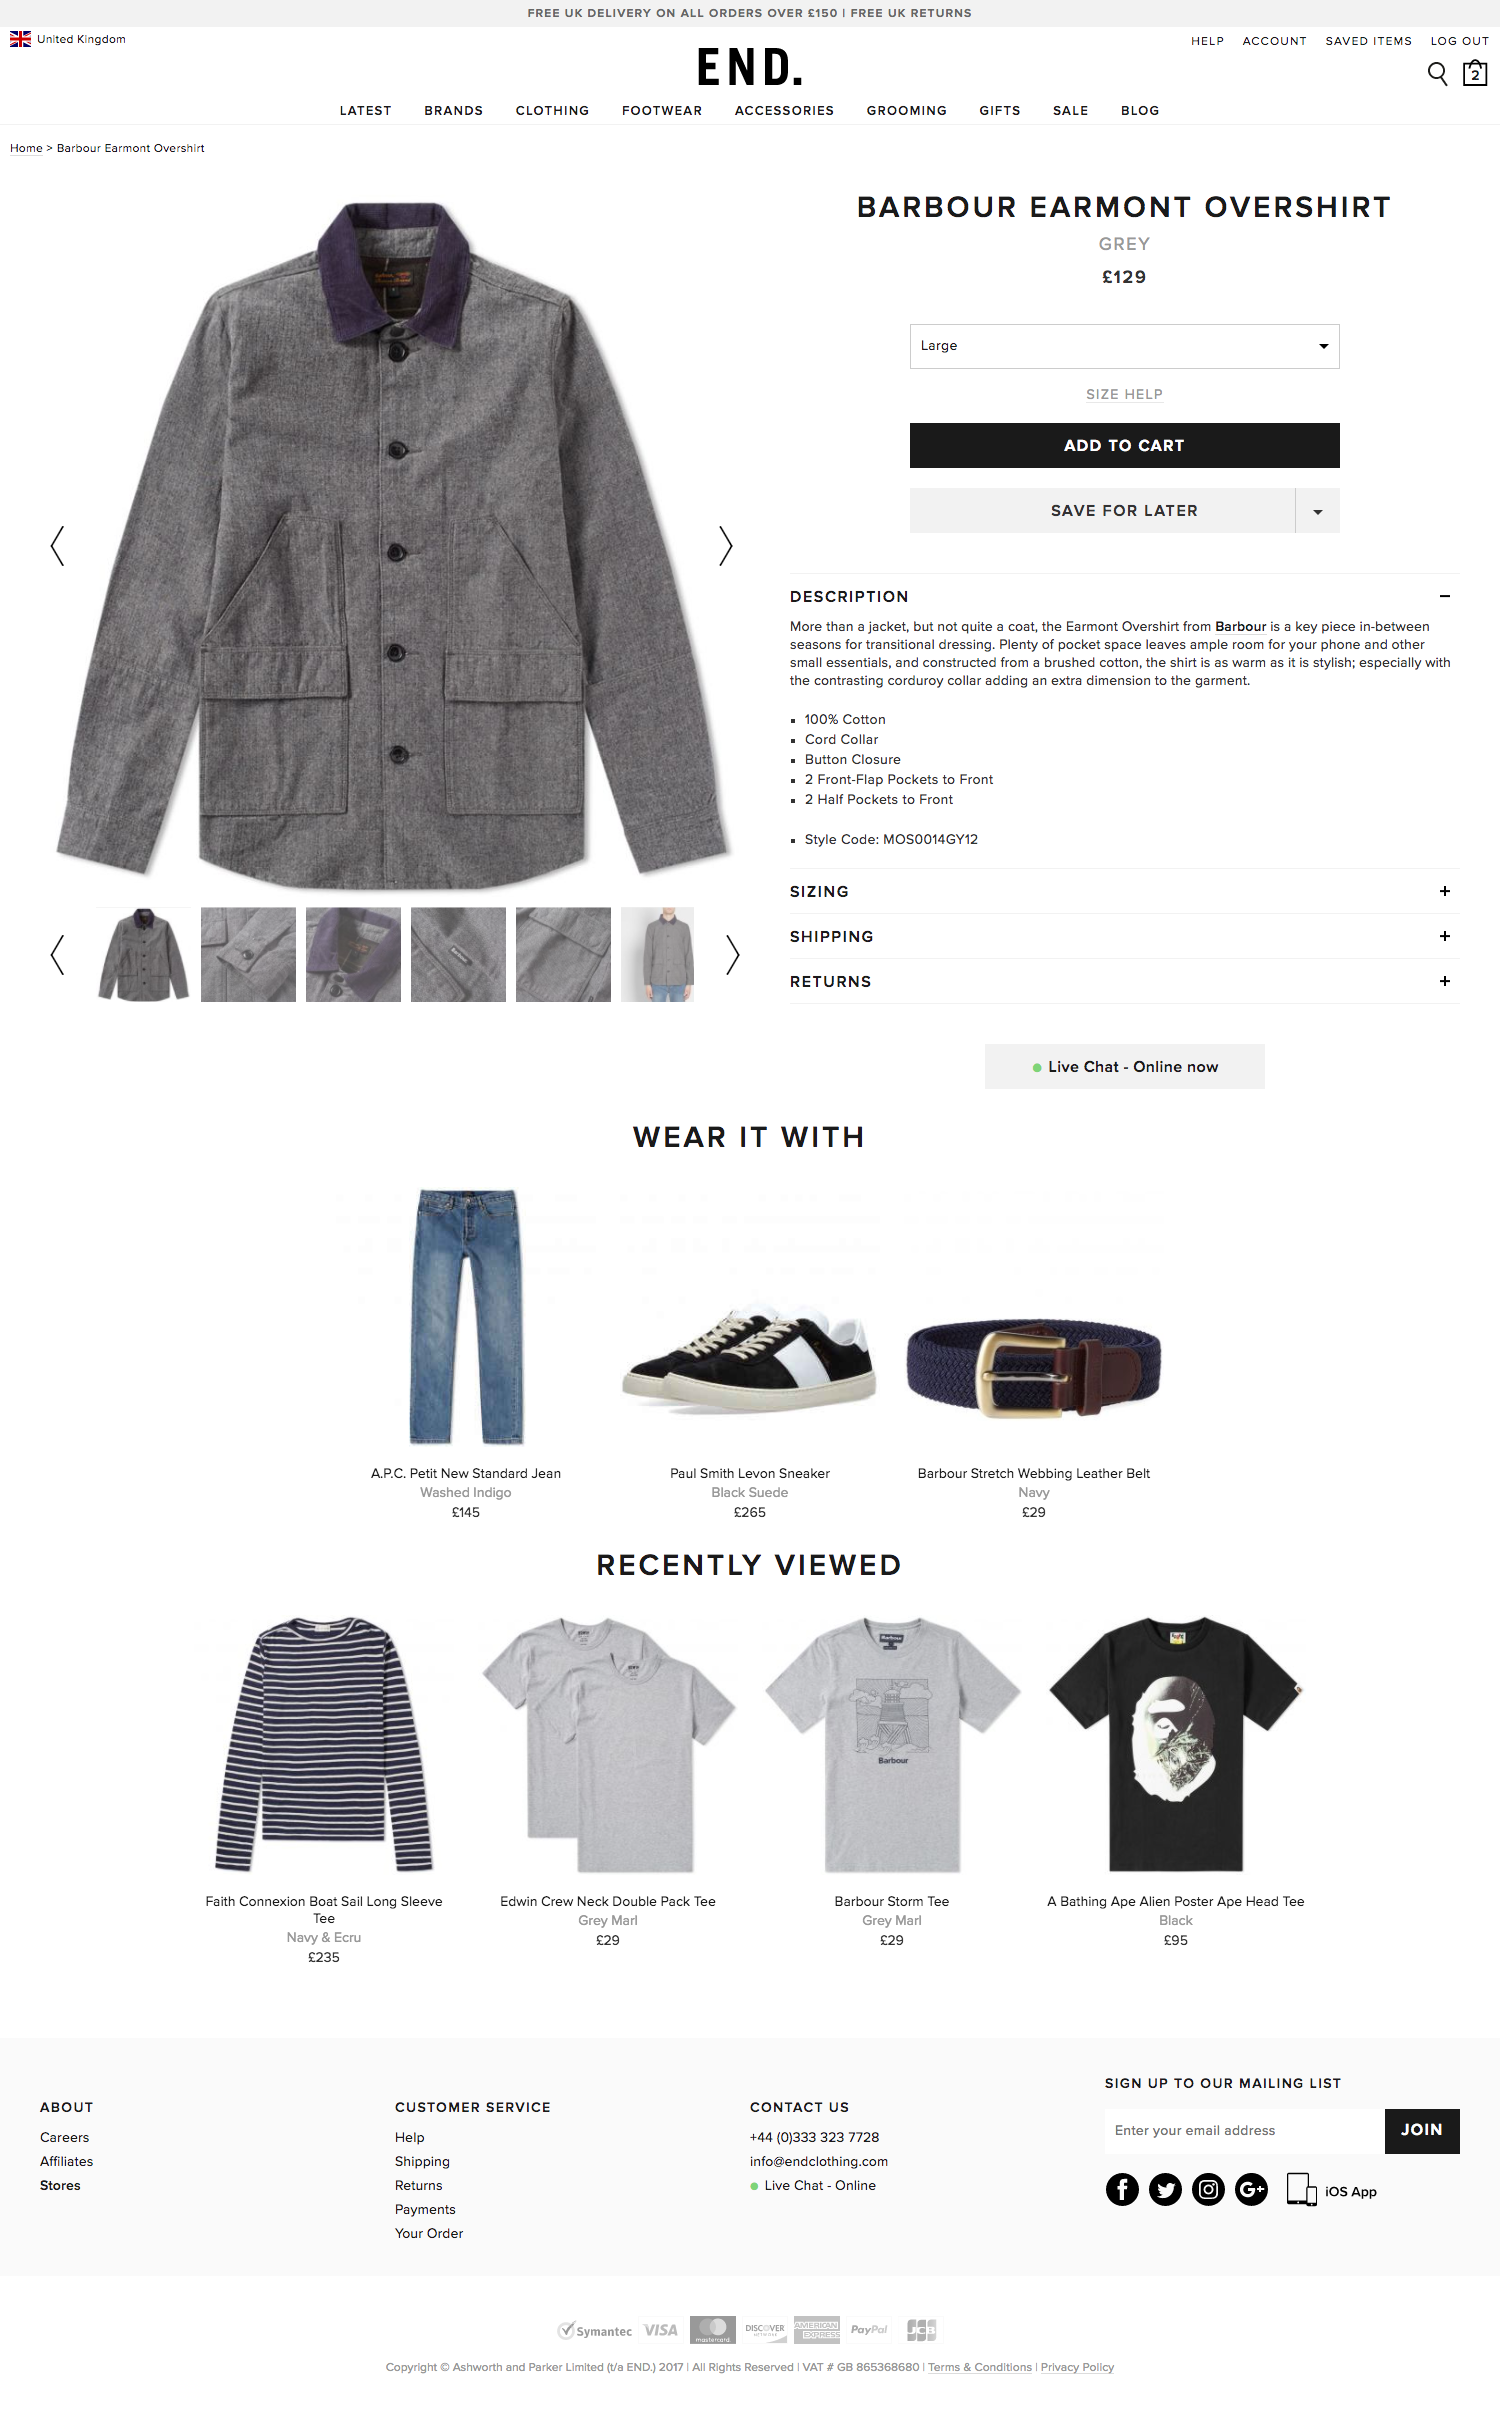 FREE UK DELIVERY ON ALL ORDERS OVER £150 | FREE UK RETURNS
United Kingdom
HELP ACCOUNT SAVED ITEMS LOG OUT
END.
2
LATEST BRANDS CLOTHING FOOTWEAR ACCESSORIES GROOMING GIFTS SALE BLOG
Home > Barbour Earmont Overshirt
BARBOUR EARMONT OVERSHIRT
GREY
£129
Large
SIZE HELP
ADD TO CART
SAVE FOR LATER
DESCRIPTION
More than a jacket, but not quite a coat, the Earmont Overshirt from Barbour is a key piece in-between
seasons for transitional dressing. Plenty of pocket space leaves ample room for your phone and other
small essentials, and constructed from a brushed cotton, the shirt is as warm as it is stylish; especially with
the contrasting corduroy collar adding an extra dimension to the garment.
100% Cotton
Cord Collar
Button Closure
2 Front-Flap Pockets to Front
2 Half Pockets to Front
Style Code: MOS0014GY12
SIZING
SHIPPING
RETURNS
Live Chat - Online now
WEAR IT WITH
A.P.C. Petit New Standard Jean
Washed Indigo
£145
Paul Smith Levon Sneaker
Black Suede
£265
Barbour Stretch Webbing Leather Belt
Navy
£29
RECENTLY VIEWED
Barbour
Faith Connexion Boat Sail Long Sleeve
Tee
Navy & Ecru
£235
Edwin Crew Neck Double Pack Tee
Grey Marl
£29
Barbour Storm Tee
Grey Marl
£29
A Bathing Ape Alien Poster Ape Head Tee
Black
£95
ABOUT
Careers
Affiliates
Stores
CUSTOMER SERVICE
Help
Shipping
Returns
Payments
Your Order
CONTACT US
+44 (0)333 323 7728
info@endclothing.com
Live Chat - Online
SIGN UP TO OUR MAILING LIST
Enter your email address
JOIN
iOS App
Symantec VISA mastercard DISCOVER NETWORK AMERICAN EXPRESS PayPal JCB
Copyright © Ashworth and Parker Limited (t/a END.) 2017 | All Rights Reserved | VAT # GB 865368680 | Terms & Conditions | Privacy Policy